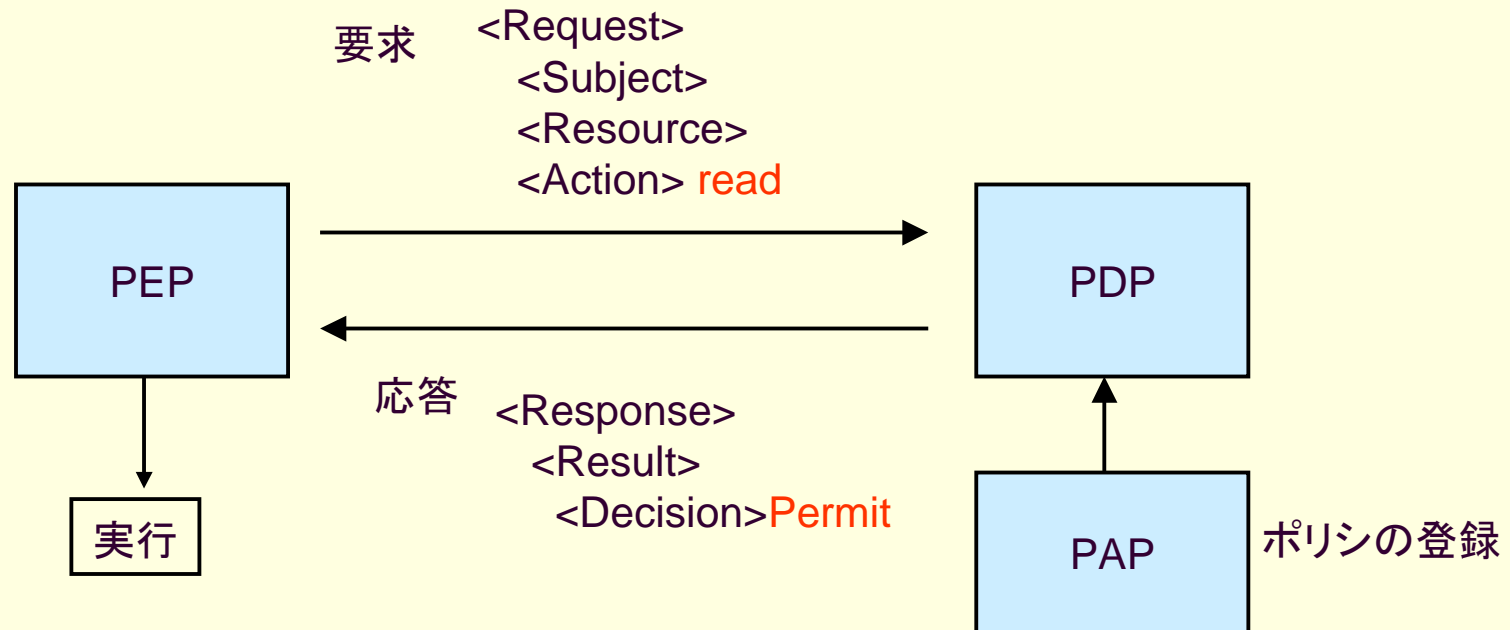 要求
<Request>
<Subject>
<Resource>
<Action> read
PEP
PDP
応答
<Response>
<Result>
<Decision>Permit
実行
PAP
ポリシの登録